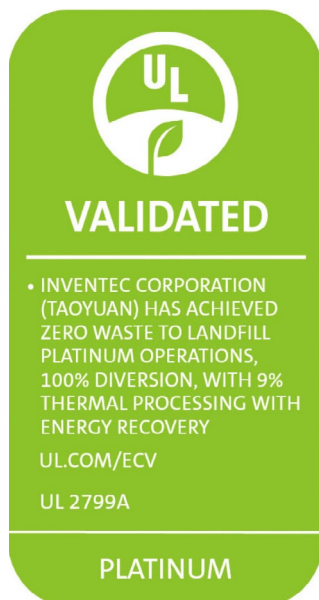 UL
VALIDATED
• INVENTEC CORPORATION
(TAOYUAN) HAS ACHIEVED
ZERO WASTE TO LANDFILL
PLATINUM OPERATIONS,
100% DIVERSION, WITH 9%
THERMAL PROCESSING WITH
ENERGY RECOVERY
UL.COM/ECV
UL 2799A
PLATINUM